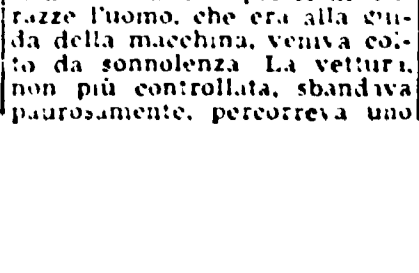 razze l'uomo, che era alla gui-
da della macchina, veniva col-
to da sonnolenza La vettura,
non più controllata, sbandava
paurosamente, percorreva uno